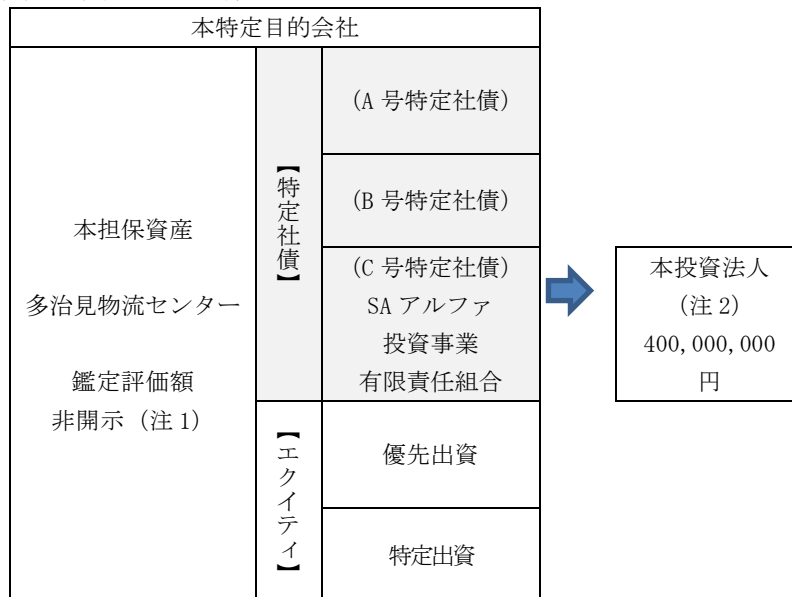 本特定目的会社
本担保資産
多治見物流センター
鑑定評価額
非開示（注 1）
【特定社債】
(A 号特定社債)
(B 号特定社債)
(C 号特定社債)
SA アルファ
投資事業
有限責任組合
【エクイティ】
優先出資
特定出資
本投資法人
(注 2)
400,000,000
円